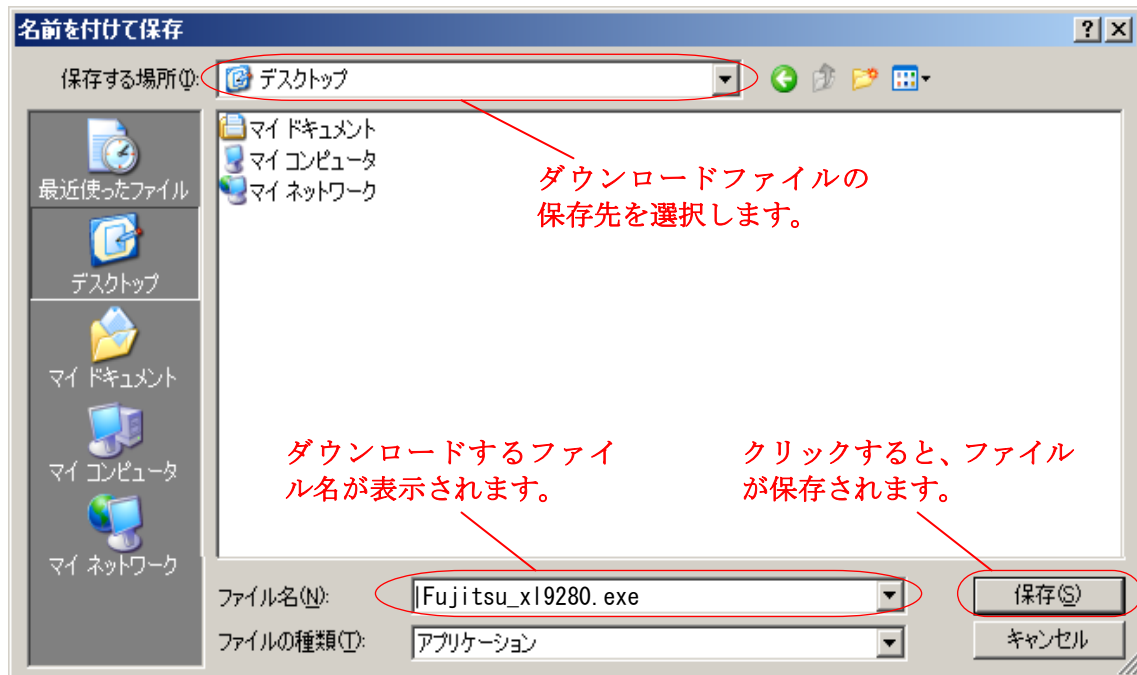 名前を付けて保存
保存する場所(I):
デスクトップ
マイ ドキュメント
マイ コンピュータ
マイ ネットワーク
最近使ったファイル
デスクトップ
マイ ドキュメント
マイ コンピュータ
マイ ネットワーク
ダウンロードファイルの
保存先を選択します。
ダウンロードするファイ
ル名が表示されます。
クリックすると、ファイル
が保存されます。
ファイル名(N):
Fujitsu_xl9280.exe
保存(S)
ファイルの種類(T):
アプリケーション
キャンセル